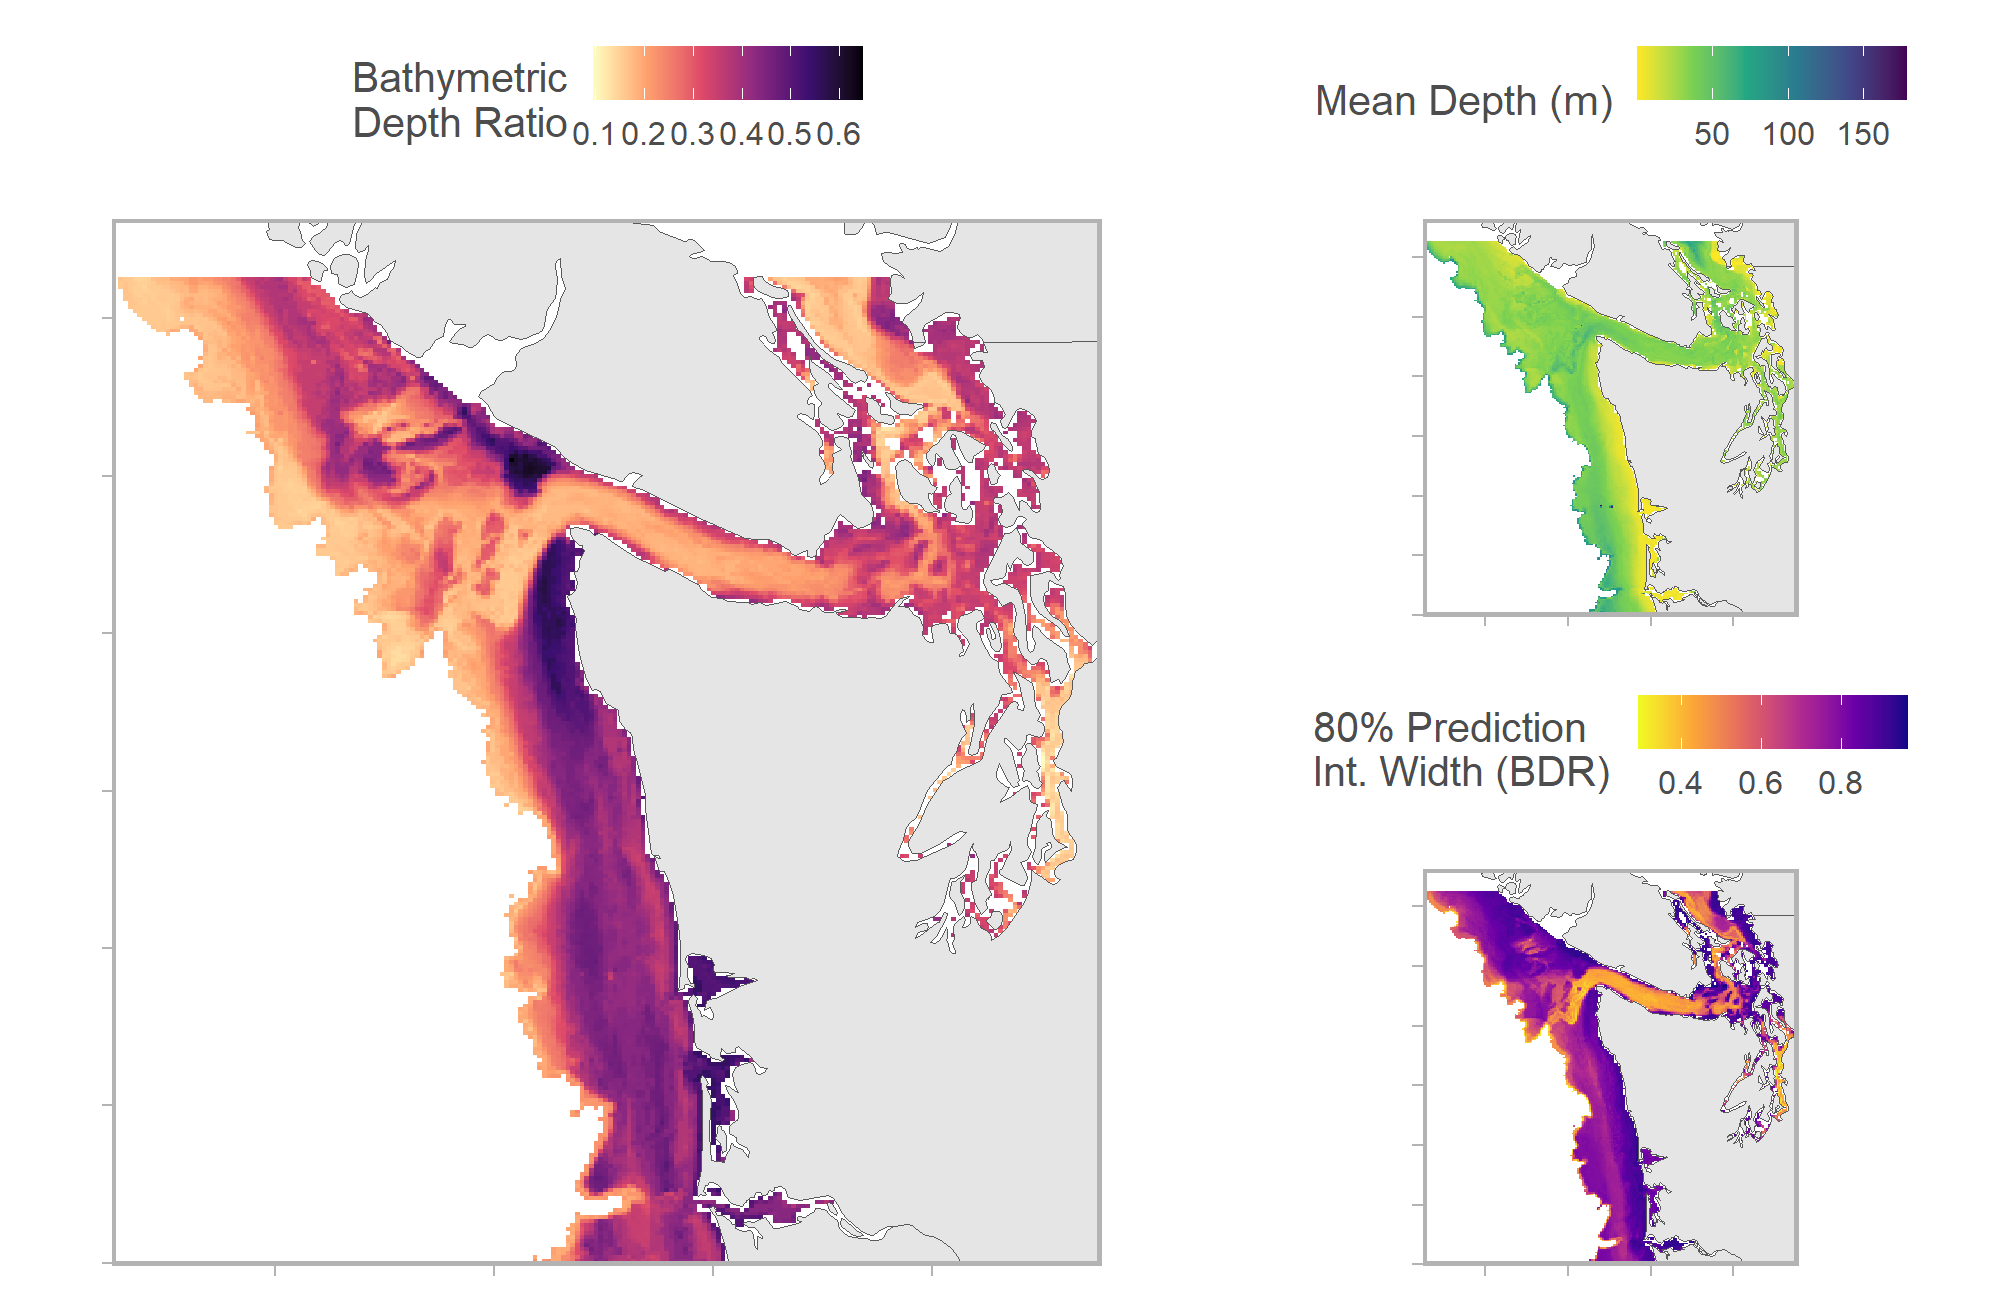 Bathymetric
Depth Ratio
0.1 0.2 0.3 0.4 0.5 0.6
Mean Depth (m)
50 100 150
80% Prediction
Int. Width (BDR)
0.4 0.6 0.8